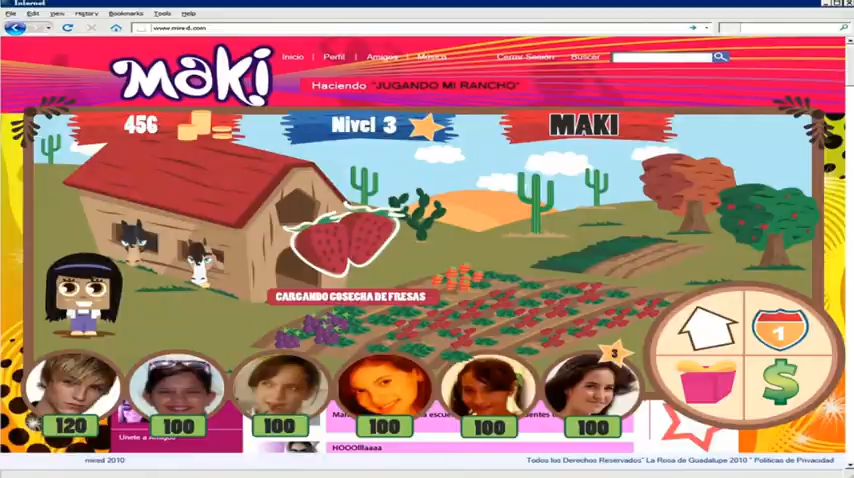 Internet
File Edit View History Bookmarks Tools Help
www.mired.com
MAKi
Inicio Perfil Amigos Música Cerrar Sesión Buscar
Haciendo "JUGANDO MI RANCHO"
456 Nivel 3 MAKI
CARGANDO COSECHA DE FRESAS
1
3
120 100 100 100 100 100
Unete a Amigos
HOOOlllaaaa
mired 2010 Todos los Derechos Reservados" La Rosa de Guadalupe 2010 " Politicas de Privacidad